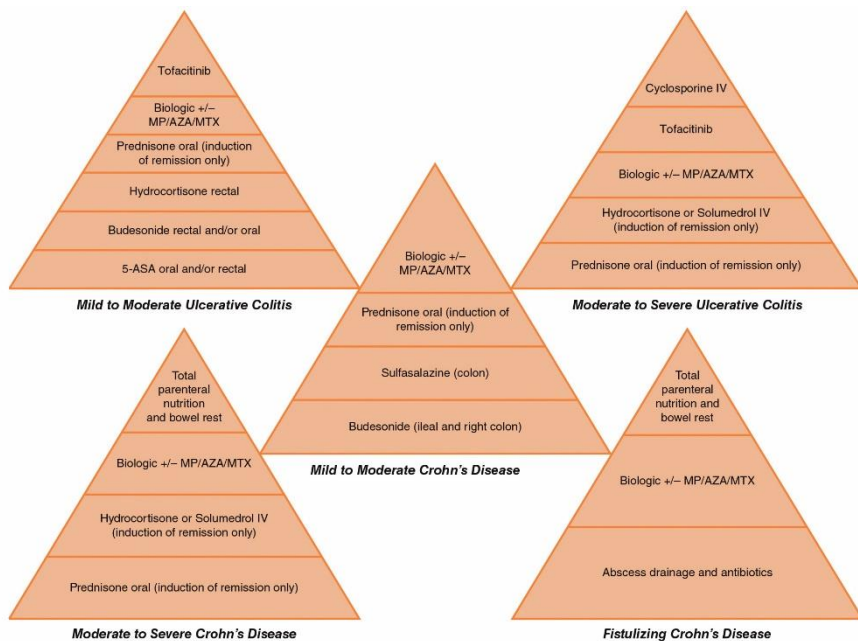 Tofacitinib
Biologic +/–
MP/AZA/MTX
Prednisone oral (induction
of remission only)
Hydrocortisone rectal
Budesonide rectal and/or oral
5-ASA oral and/or rectal
Mild to Moderate Ulcerative Colitis
Cyclosporine IV
Tofacitinib
Biologic +/– MP/AZA/MTX
Hydrocortisone or Solumedrol IV
(induction of remission only)
Prednisone oral (induction of remission only)
Moderate to Severe Ulcerative Colitis
Biologic +/–
MP/AZA/MTX
Prednisone oral (induction of
remission only)
Sulfasalazine (colon)
Budesonide (ileal and right colon)
Mild to Moderate Crohn's Disease
Total
parenteral
nutrition
and bowel rest
Biologic +/– MP/AZA/MTX
Hydrocortisone or Solumedrol IV
(induction of remission only)
Prednisone oral (induction of remission only)
Moderate to Severe Crohn's Disease
Total
parenteral
nutrition and
bowel rest
Biologic +/– MP/AZA/MTX
Abscess drainage and antibiotics
Fistulizing Crohn's Disease